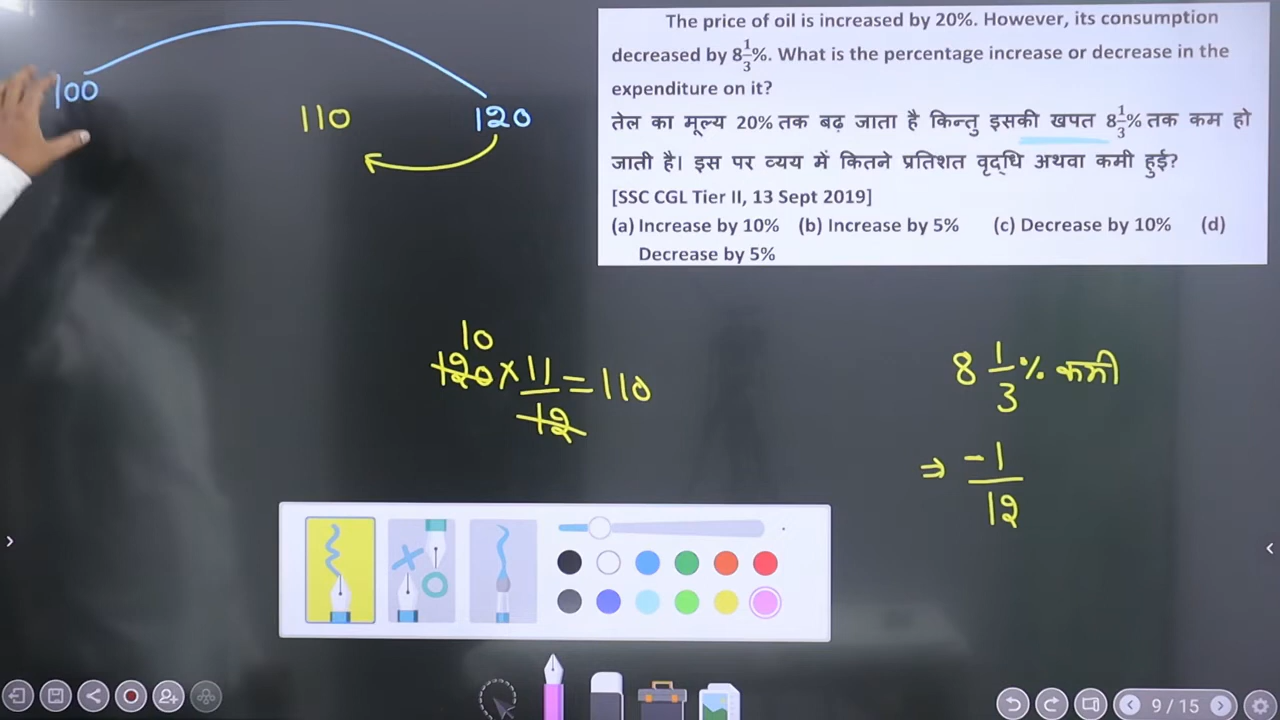 The price of oil is increased by 20%. However, its consumption
decreased by 8 1/3%. What is the percentage increase or decrease in the
expenditure on it?
तेल का मूल्य 20% तक बढ़ जाता है किन्तु इसकी खपत 8 1/3% तक कम हो
जाती है। इस पर व्यय में कितने प्रतिशत वृद्धि अथवा कमी हुई?
[SSC CGL Tier II, 13 Sept 2019]
(a) Increase by 10% (b) Increase by 5% (c) Decrease by 10% (d)
Decrease by 5%
100
110
120
10
120 × 11/12 = 110
8 1/3 % कमी
⇒ -1/12
9 / 15